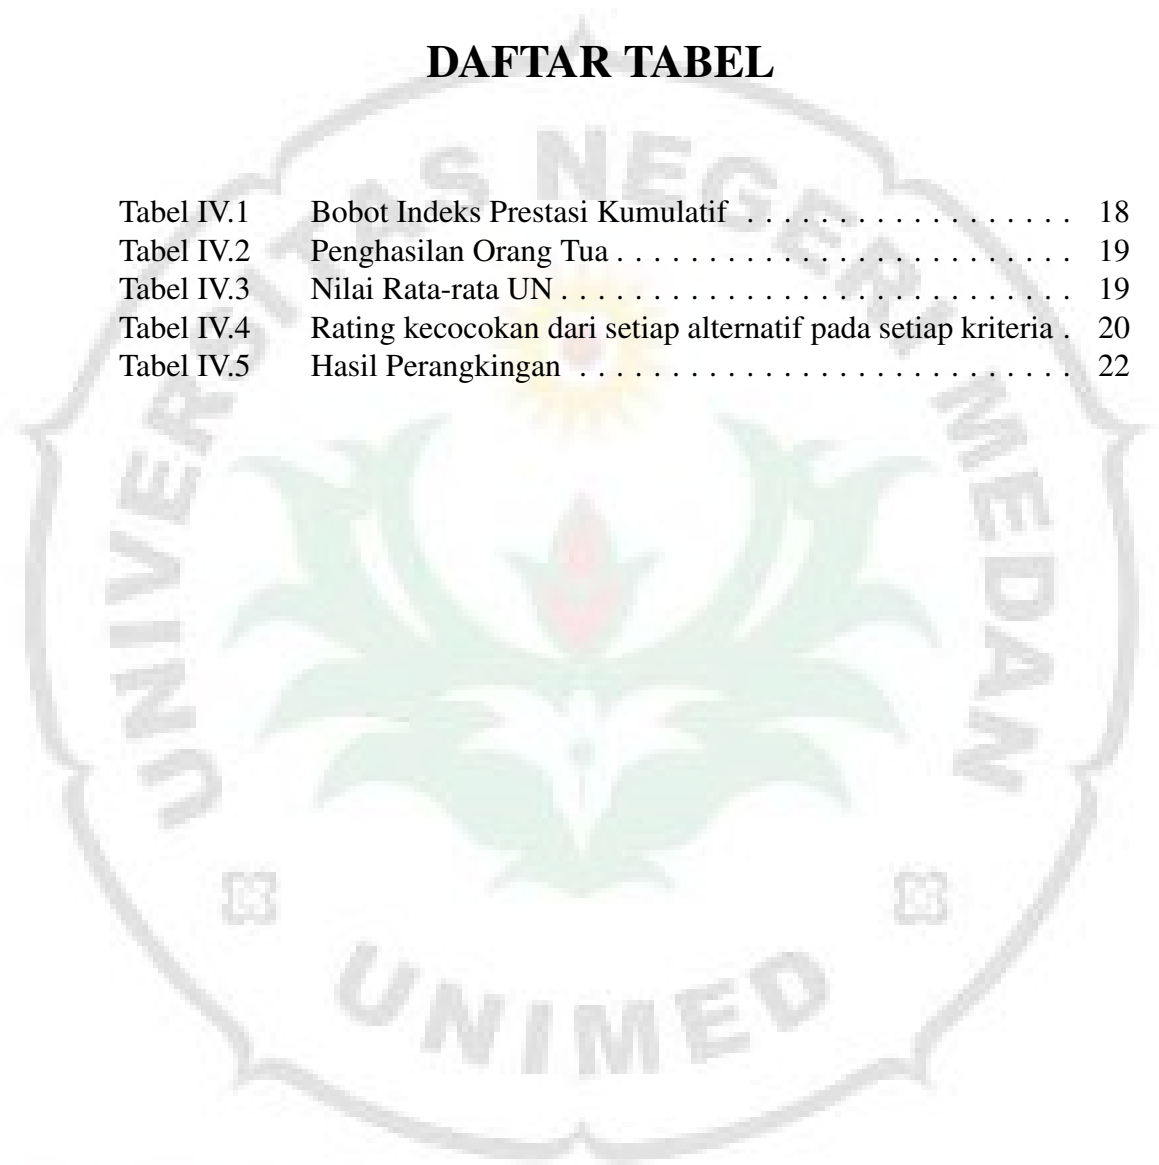 DAFTAR TABEL
Tabel IV.1 Bobot Indeks Prestasi Kumulatif . . . . . . . . . . . . . . . . . . 18
Tabel IV.2 Penghasilan Orang Tua . . . . . . . . . . . . . . . . . . . . . . . . . 19
Tabel IV.3 Nilai Rata-rata UN . . . . . . . . . . . . . . . . . . . . . . . . . . . . 19
Tabel IV.4 Rating kecocokan dari setiap alternatif pada setiap kriteria . 20
Tabel IV.5 Hasil Perangkingan . . . . . . . . . . . . . . . . . . . . . . . . . . . 22
UNIVERSITAS NEGERI MEDAN
UNIMED